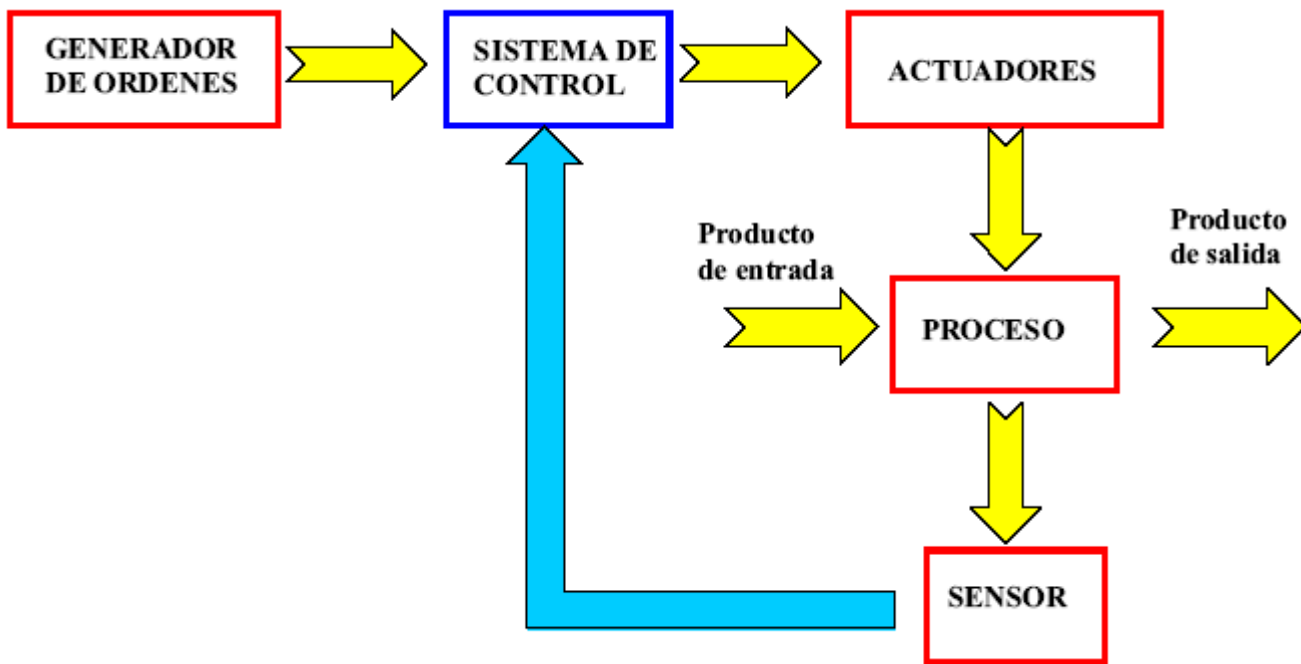 GENERADOR
DE ORDENES
SISTEMA DE
CONTROL
ACTUADORES
Producto
de entrada
Producto
de salida
PROCESO
SENSOR